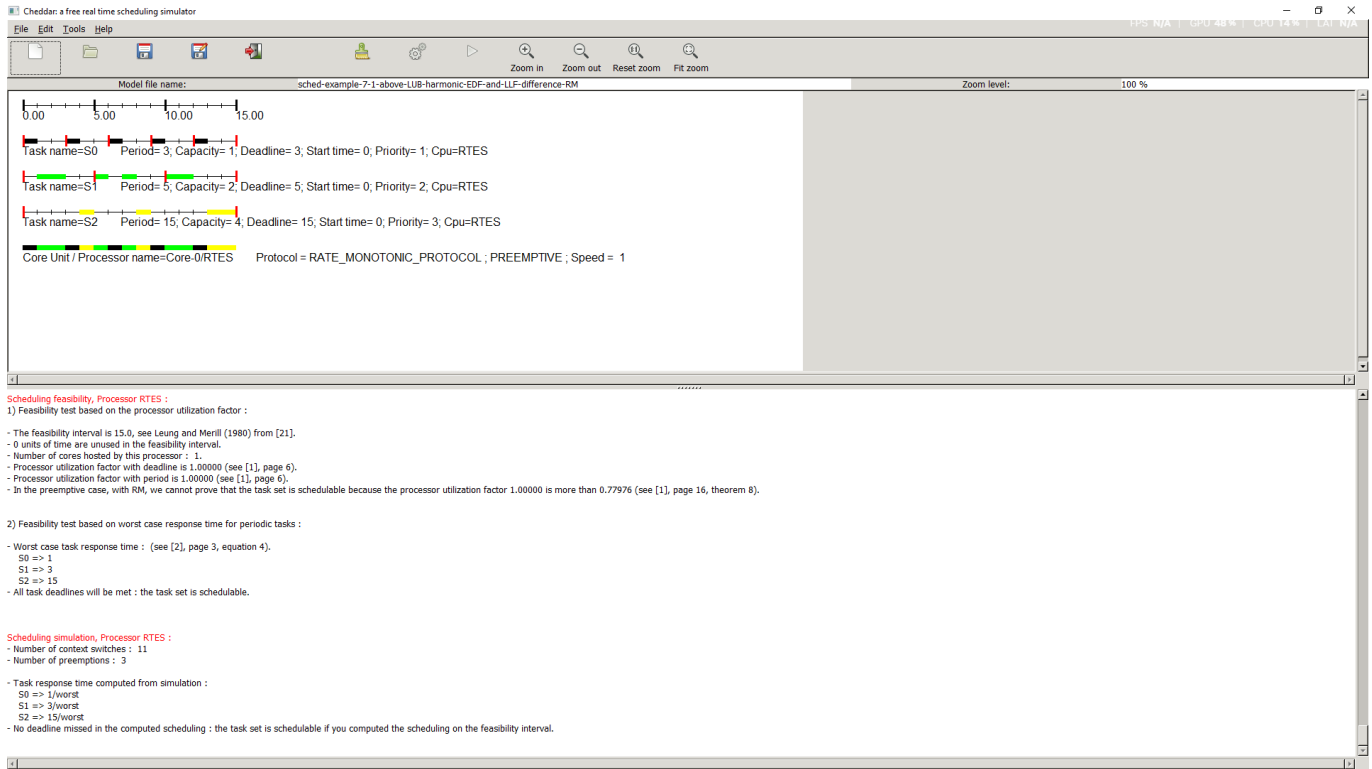 Cheddar: a free real time scheduling simulator
FPS N/A | GPU 48 % | CPU 14 % | LAT N/A
File Edit Tools Help
Zoom in Zoom out Reset zoom Fit zoom
Model file name: sched-example-7-1-above-LUB-harmonic-EDF-and-LLF-difference-RM Zoom level: 100 %
0.00 5.00 10.00 15.00
Task name=S0 Period= 3; Capacity= 1; Deadline= 3; Start time= 0; Priority= 1; Cpu=RTES
Task name=S1 Period= 5; Capacity= 2; Deadline= 5; Start time= 0; Priority= 2; Cpu=RTES
Task name=S2 Period= 15; Capacity= 4; Deadline= 15; Start time= 0; Priority= 3; Cpu=RTES
Core Unit / Processor name=Core-0/RTES Protocol = RATE_MONOTONIC_PROTOCOL ; PREEMPTIVE ; Speed = 1
Scheduling feasibility, Processor RTES :
1) Feasibility test based on the processor utilization factor :
- The feasibility interval is 15.0, see Leung and Merill (1980) from [21].
- 0 units of time are unused in the feasibility interval.
- Number of cores hosted by this processor : 1.
- Processor utilization factor with deadline is 1.00000 (see [1], page 6).
- Processor utilization factor with period is 1.00000 (see [1], page 6).
- In the preemptive case, with RM, we cannot prove that the task set is schedulable because the processor utilization factor 1.00000 is more than 0.77976 (see [1], page 16, theorem 8).
2) Feasibility test based on worst case response time for periodic tasks :
- Worst case task response time : (see [2], page 3, equation 4).
S0 => 1
S1 => 3
S2 => 15
- All task deadlines will be met : the task set is schedulable.
Scheduling simulation, Processor RTES :
- Number of context switches : 11
- Number of preemptions : 3
- Task response time computed from simulation :
S0 => 1/worst
S1 => 3/worst
S2 => 15/worst
- No deadline missed in the computed scheduling : the task set is schedulable if you computed the scheduling on the feasibility interval.